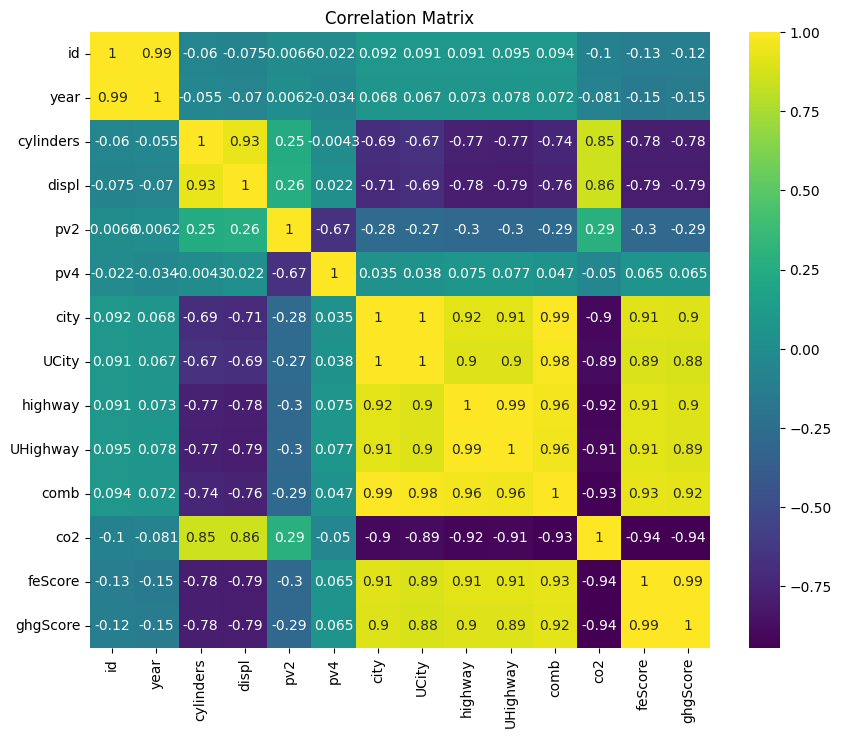 Correlation Matrix
id 1 0.99 -0.06 -0.075 -0.0066 -0.022 0.092 0.091 0.091 0.095 0.094 -0.1 -0.13 -0.12
year 0.99 1 -0.055 -0.07 0.0062 -0.034 0.068 0.067 0.073 0.078 0.072 -0.081 -0.15 -0.15
cylinders -0.06 -0.055 1 0.93 0.25 -0.0043 -0.69 -0.67 -0.77 -0.77 -0.74 0.85 -0.78 -0.78
displ -0.075 -0.07 0.93 1 0.26 0.022 -0.71 -0.69 -0.78 -0.79 -0.76 0.86 -0.79 -0.79
pv2 -0.0066 0.0062 0.25 0.26 1 -0.67 -0.28 -0.27 -0.3 -0.3 -0.29 0.29 -0.3 -0.29
pv4 -0.022 -0.034 -0.0043 0.022 -0.67 1 0.035 0.038 0.075 0.077 0.047 -0.05 0.065 0.065
city 0.092 0.068 -0.69 -0.71 -0.28 0.035 1 1 0.92 0.91 0.99 -0.9 0.91 0.9
UCity 0.091 0.067 -0.67 -0.69 -0.27 0.038 1 1 0.9 0.9 0.98 -0.89 0.89 0.88
highway 0.091 0.073 -0.77 -0.78 -0.3 0.075 0.92 0.9 1 0.99 0.96 -0.92 0.91 0.9
UHighway 0.095 0.078 -0.77 -0.79 -0.3 0.077 0.91 0.9 0.99 1 0.96 -0.91 0.91 0.89
comb 0.094 0.072 -0.74 -0.76 -0.29 0.047 0.99 0.98 0.96 0.96 1 -0.93 0.93 0.92
co2 -0.1 -0.081 0.85 0.86 0.29 -0.05 -0.9 -0.89 -0.92 -0.91 -0.93 1 -0.94 -0.94
feScore -0.13 -0.15 -0.78 -0.79 -0.3 0.065 0.91 0.89 0.91 0.91 0.93 -0.94 1 0.99
ghgScore -0.12 -0.15 -0.78 -0.79 -0.29 0.065 0.9 0.88 0.9 0.89 0.92 -0.94 0.99 1
id year cylinders displ pv2 pv4 city UCity highway UHighway comb co2 feScore ghgScore
1.00
0.75
0.50
0.25
0.00
−0.25
−0.50
−0.75